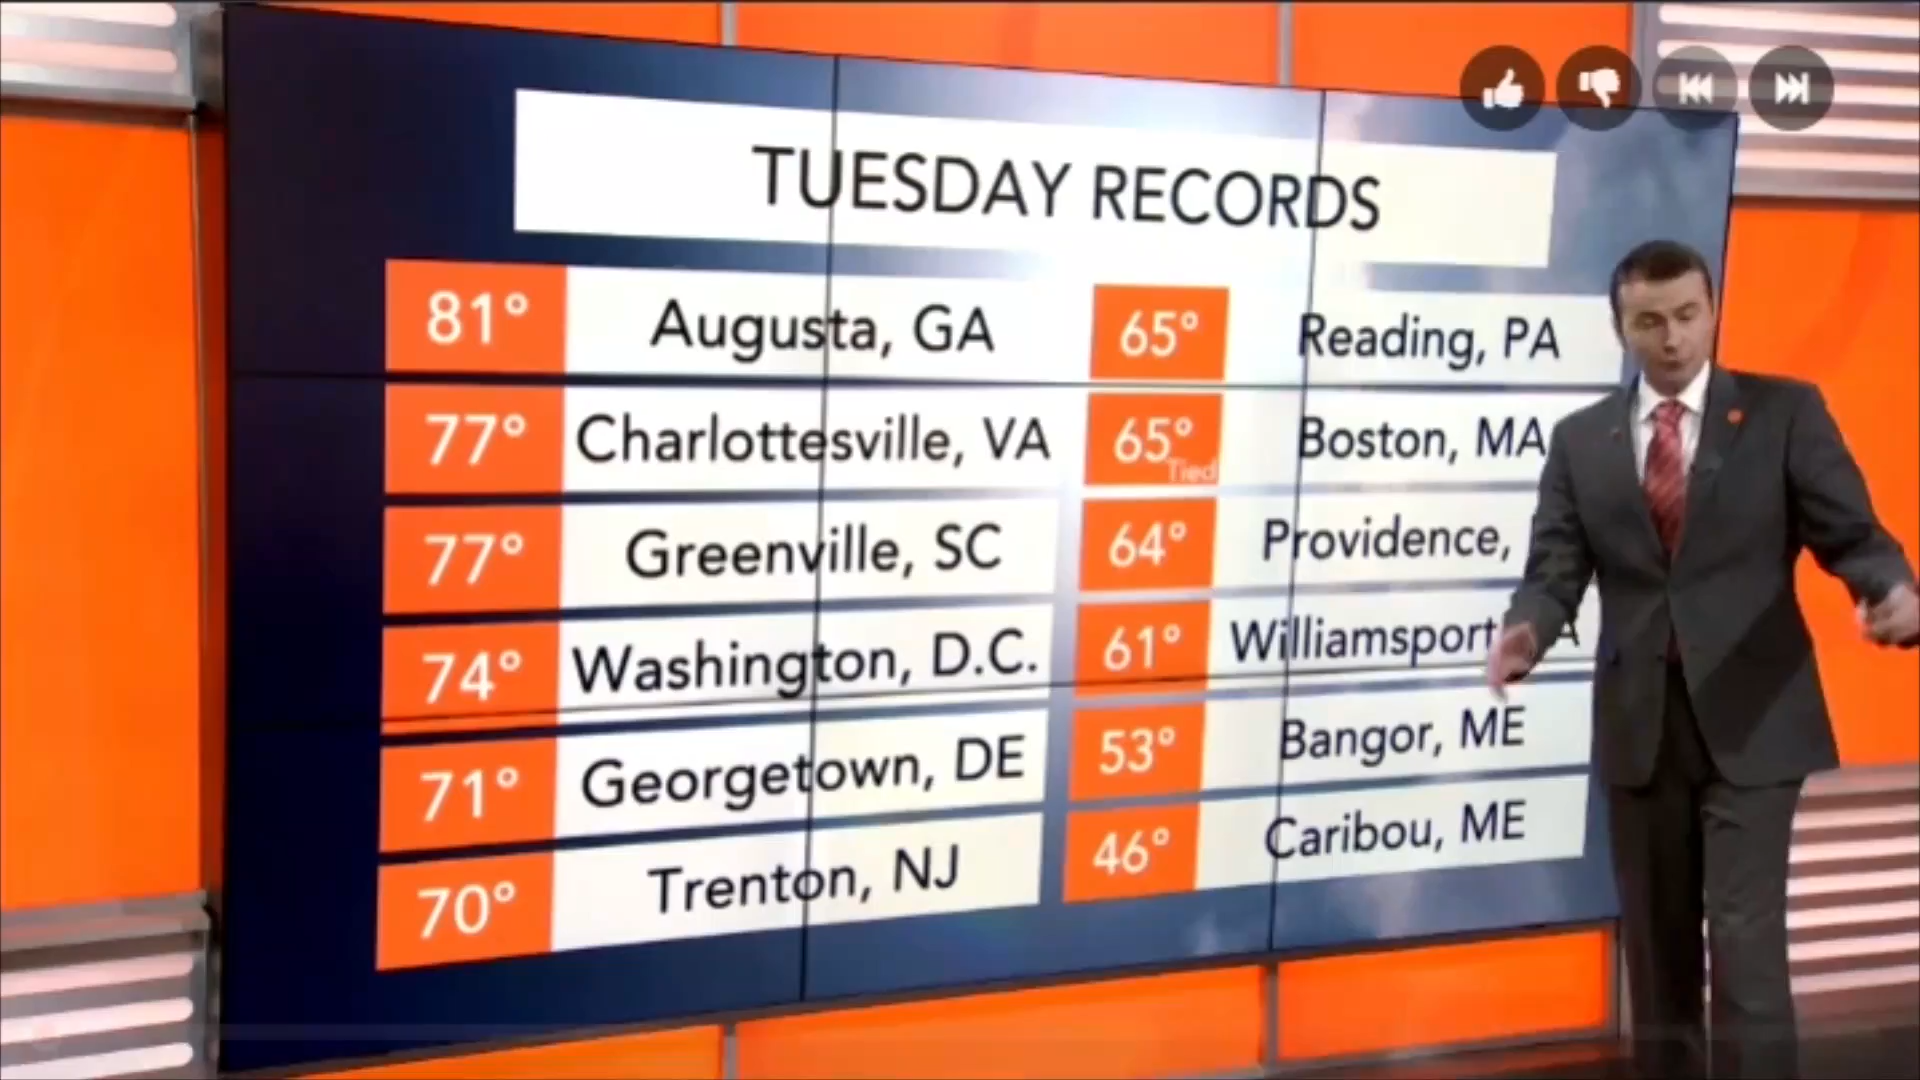 TUESDAY RECORDS
81° Augusta, GA
77° Charlottesville, VA
77° Greenville, SC
74° Washington, D.C.
71° Georgetown, DE
70° Trenton, NJ
65° Reading, PA
65° Tied Boston, MA
64° Providence,
61° Williamsport, A
53° Bangor, ME
46° Caribou, ME